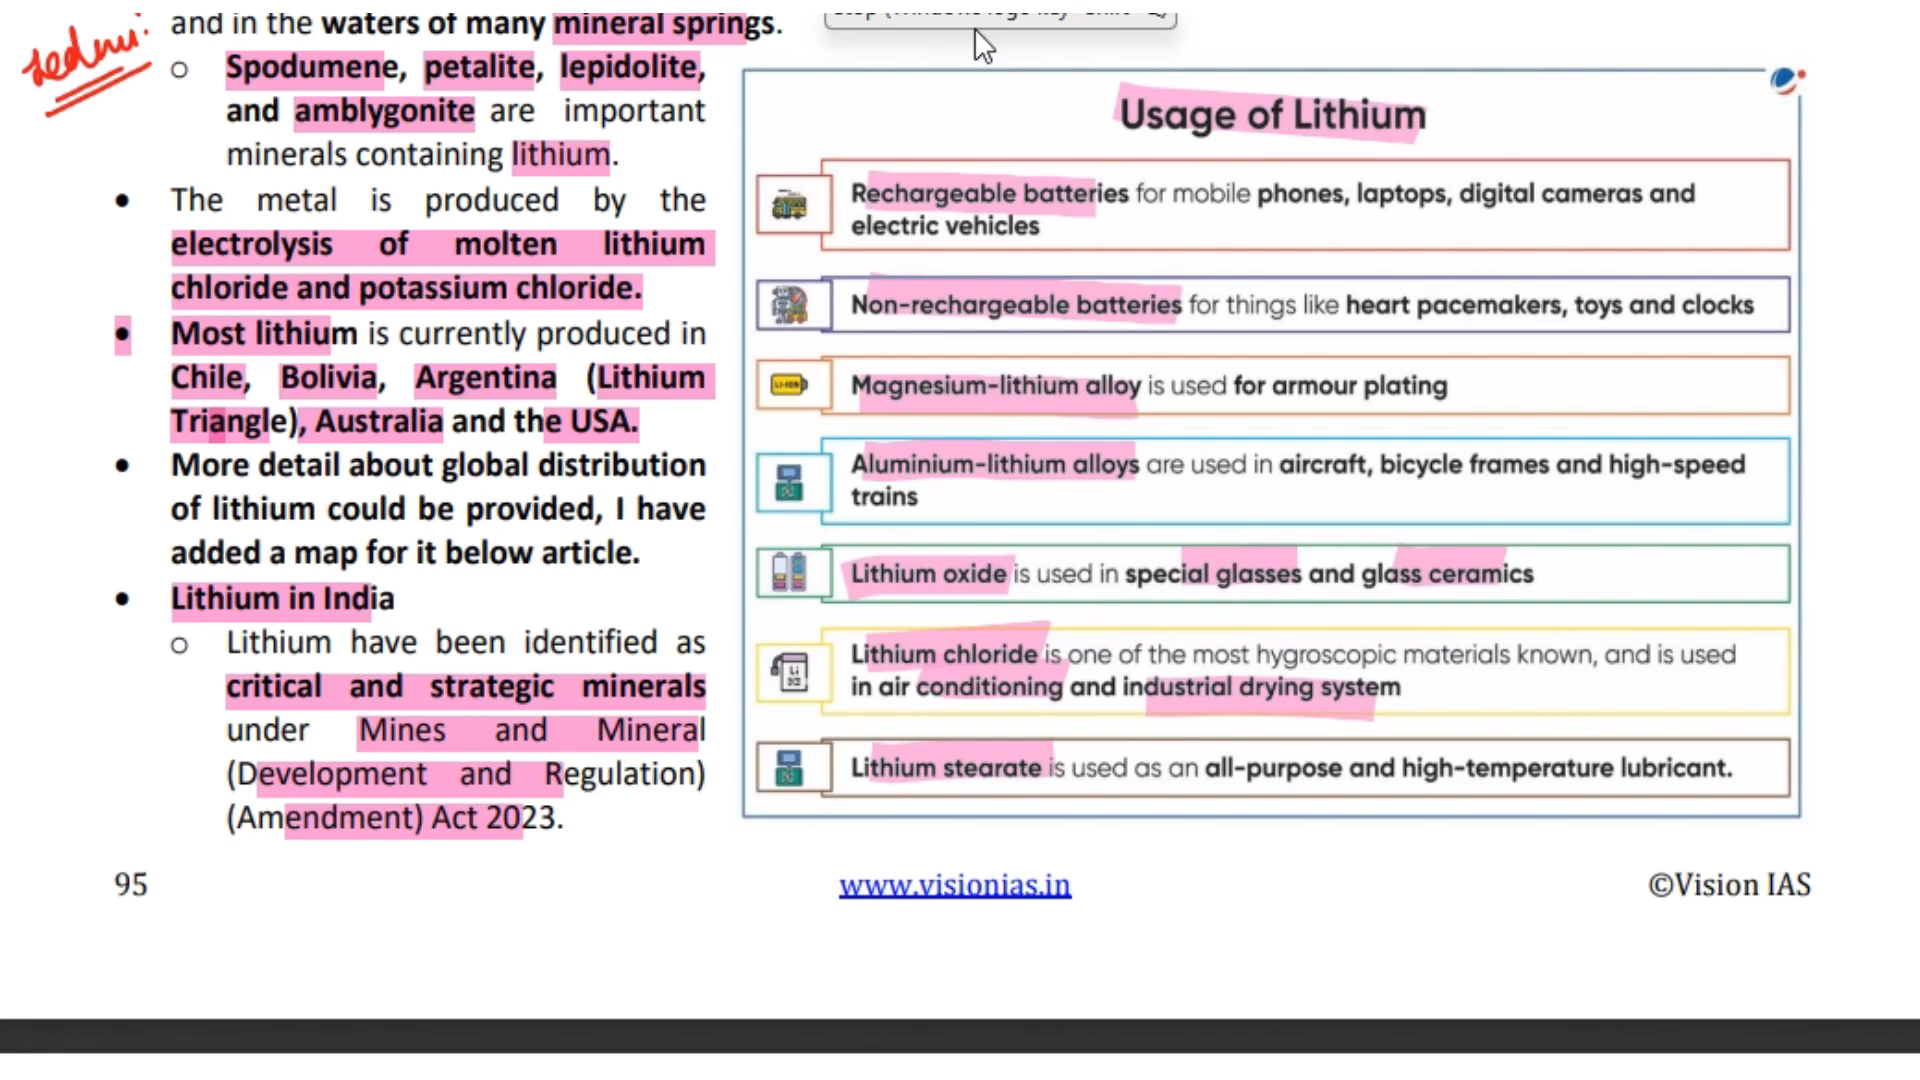 and in the waters of many mineral springs.
o Spodumene, petalite, lepidolite,
and amblygonite are important
minerals containing lithium.
• The metal is produced by the
electrolysis of molten lithium
chloride and potassium chloride.
• Most lithium is currently produced in
Chile, Bolivia, Argentina (Lithium
Triangle), Australia and the USA.
• More detail about global distribution
of lithium could be provided, I have
added a map for it below article.
• Lithium in India
o Lithium have been identified as
critical and strategic minerals
under Mines and Mineral
(Development and Regulation)
(Amendment) Act 2023.
Usage of Lithium
Rechargeable batteries for mobile phones, laptops, digital cameras and
electric vehicles
Non-rechargeable batteries for things like heart pacemakers, toys and clocks
LI-ION
Magnesium-lithium alloy is used for armour plating
Aluminium-lithium alloys are used in aircraft, bicycle frames and high-speed
trains
Lithium oxide is used in special glasses and glass ceramics
Li
Lithium chloride is one of the most hygroscopic materials known, and is used
in air conditioning and industrial drying system
Lithium stearate is used as an all-purpose and high-temperature lubricant.
95
www.visionias.in
©Vision IAS